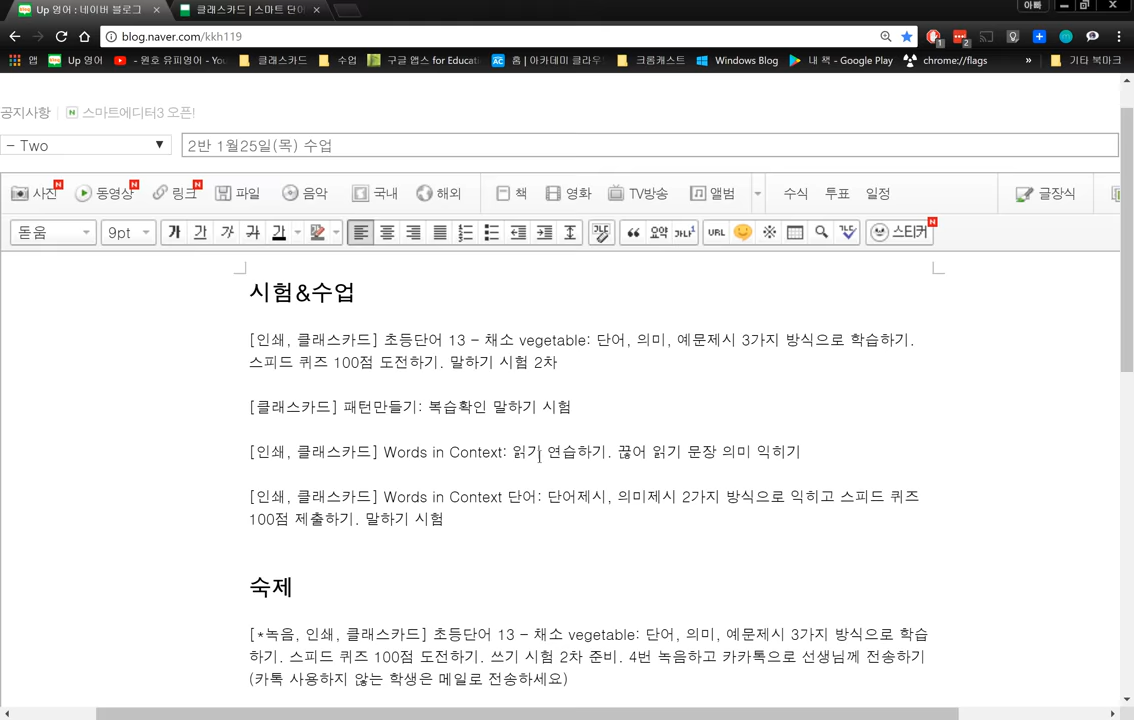 Up 영어 : 네이버 블로그
클래스카드 | 스마트 단어
아빠
blog.naver.com/kkh119
1
2
앱
Up 영어
- 원호 유피영어 - You
클래스카드
수업
구글 앱스 for Educati
홈 | 아카데미 클라우
크롬캐스트
Windows Blog
내 책 - Google Play
chrome://flags
»
기타 북마크
공지사항
스마트에디터3 오픈!
- Two
2반 1월25일(목) 수업
사진
동영상
링크
파일
음악
국내
해외
책
영화
TV방송
앨범
수식
투표
일정
글장식
돋움
9pt
가
가
가
가
가
요약
가나1
URL
스티커
시험&수업
[인쇄, 클래스카드] 초등단어 13 - 채소 vegetable: 단어, 의미, 예문제시 3가지 방식으로 학습하기.
스피드 퀴즈 100점 도전하기. 말하기 시험 2차
[클래스카드] 패턴만들기: 복습확인 말하기 시험
[인쇄, 클래스카드] Words in Context: 읽기 연습하기. 끊어 읽기 문장 의미 익히기
[인쇄, 클래스카드] Words in Context 단어: 단어제시, 의미제시 2가지 방식으로 익히고 스피드 퀴즈
100점 제출하기. 말하기 시험
숙제
[*녹음, 인쇄, 클래스카드] 초등단어 13 - 채소 vegetable: 단어, 의미, 예문제시 3가지 방식으로 학습
하기. 스피드 퀴즈 100점 도전하기. 쓰기 시험 2차 준비. 4번 녹음하고 카카톡으로 선생님께 전송하기
(카톡 사용하지 않는 학생은 메일로 전송하세요)